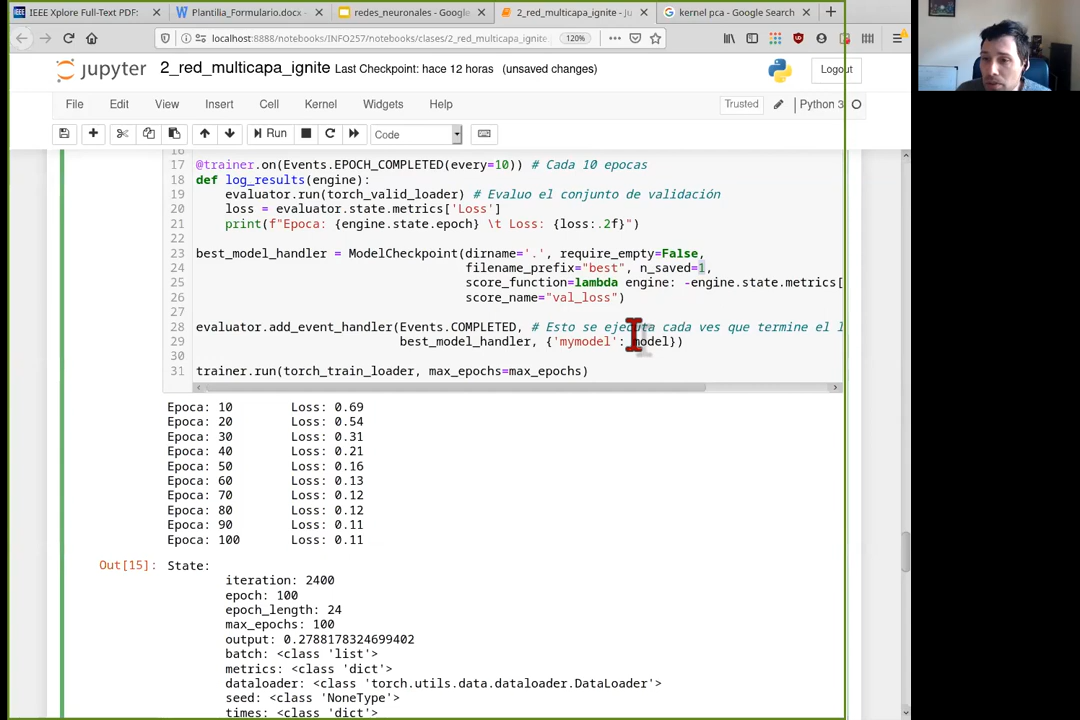 IEEE Xplore Full-Text PDF:
Plantilia_Formulario.docx -
redes_neuronales - Google
2_red_multicapa_ignite - Ju
kernel pca - Google Search
localhost:8888/notebooks/INFO257/clases/2_red_multicapa_ignite
120%
jupyter 2_red_multicapa_ignite Last Checkpoint: hace 12 horas (unsaved changes)
Logout
File Edit View Insert Cell Kernel Widgets Help
Trusted
Python 3
Run
Code
16
17 @trainer.on(Events.EPOCH_COMPLETED(every=10)) # Cada 10 epocas
18 def log_results(engine):
19 evaluator.run(torch_valid_loader) # Evaluo el conjunto de validación
20 loss = evaluator.state.metrics['Loss']
21 print(f"Epoca: {engine.state.epoch} \t Loss: {loss:.2f}")
22
23 best_model_handler = ModelCheckpoint(dirname='.', require_empty=False,
24 filename_prefix="best", n_saved=1,
25 score_function=lambda engine: -engine.state.metrics[
26 score_name="val_loss")
27
28 evaluator.add_event_handler(Events.COMPLETED, # Esto se ejecuta cada ves que termine el l
29 best_model_handler, {'mymodel': model})
30
31 trainer.run(torch_train_loader, max_epochs=max_epochs)
Epoca: 10 Loss: 0.69
Epoca: 20 Loss: 0.54
Epoca: 30 Loss: 0.31
Epoca: 40 Loss: 0.21
Epoca: 50 Loss: 0.16
Epoca: 60 Loss: 0.13
Epoca: 70 Loss: 0.12
Epoca: 80 Loss: 0.12
Epoca: 90 Loss: 0.11
Epoca: 100 Loss: 0.11
Out[15]: State:
iteration: 2400
epoch: 100
epoch_length: 24
max_epochs: 100
output: 0.2788178324699402
batch: <class 'list'>
metrics: <class 'dict'>
dataloader: <class 'torch.utils.data.dataloader.DataLoader'>
seed: <class 'NoneType'>
times: <class 'dict'>